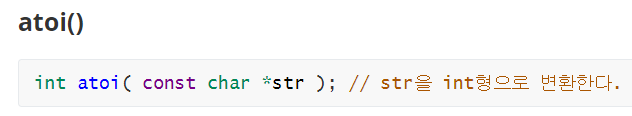 atoi()
int atoi( const char *str ); // str을 int형으로 변환한다.